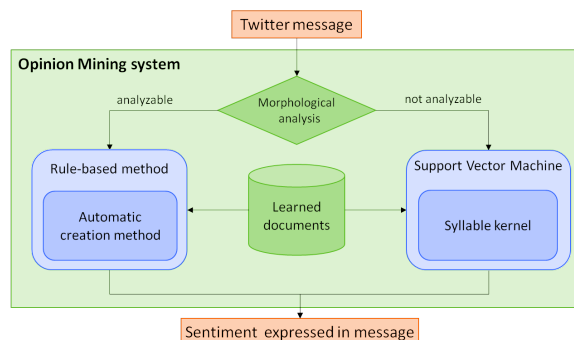 Twitter message
Opinion Mining system
analyzable
Morphological
analysis
not analyzable
Rule-based method
Automatic
creation method
Learned
documents
Support Vector Machine
Syllable kernel
Sentiment expressed in message